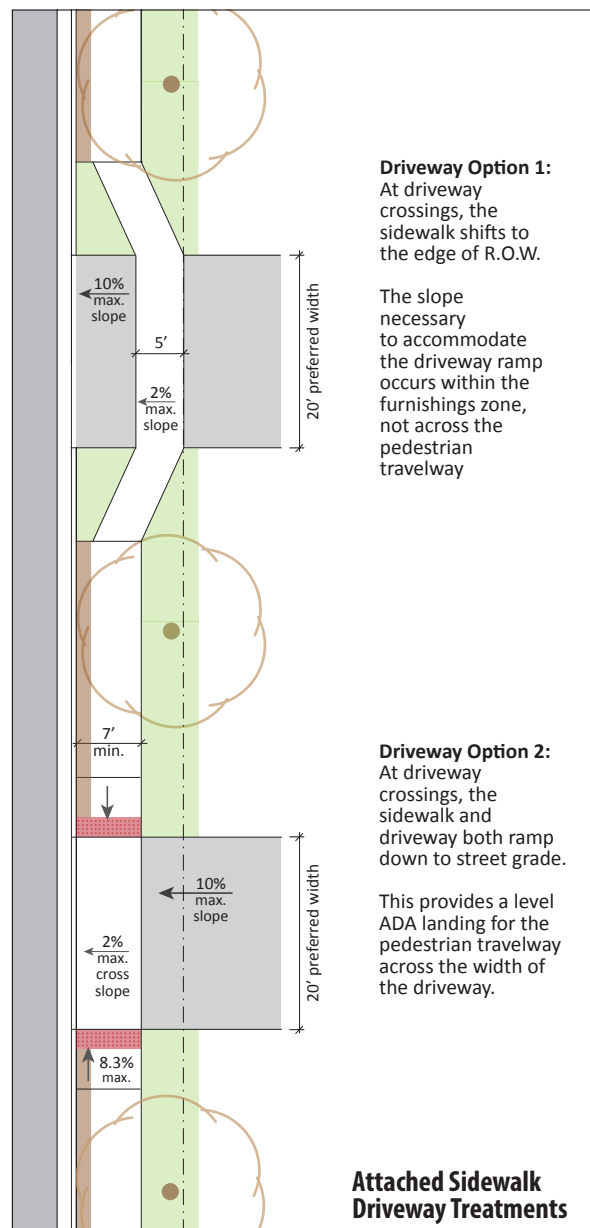 Driveway Option 1:
At driveway
crossings, the
sidewalk shifts to
the edge of R.O.W.
The slope
necessary
to accommodate
the driveway ramp
occurs within the
furnishings zone,
not across the
pedestrian
travelway
10%
max.
slope
5’
2%
max.
slope
20’ preferred width
7’
min.
Driveway Option 2:
At driveway
crossings, the
sidewalk and
driveway both ramp
down to street grade.
This provides a level
ADA landing for the
pedestrian travelway
across the width of
the driveway.
10%
max.
slope
2%
max.
cross
slope
20’ preferred width
8.3%
max.
Attached Sidewalk
Driveway Treatments